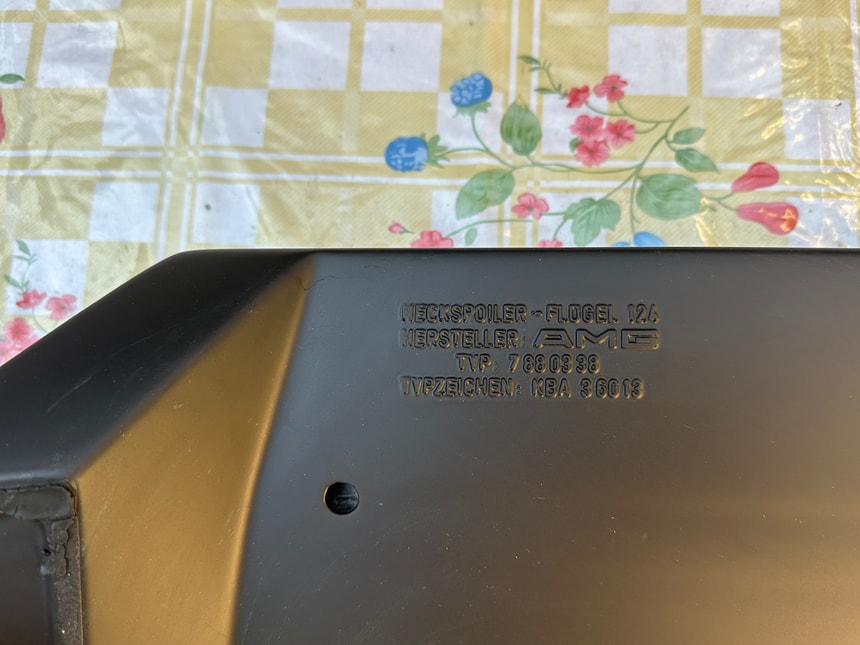 HECKSPOILER-FLÜGEL 124
HERSTELLER: AMG
TYP: 7880338
TYPZEICHEN: KBA 36013